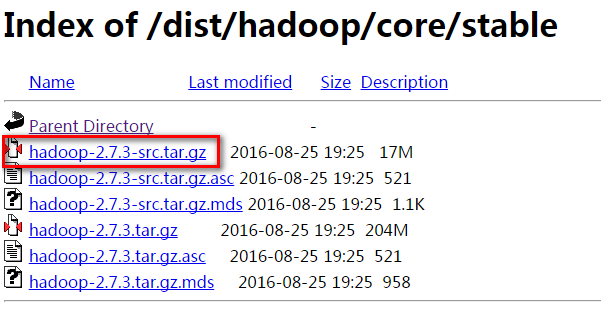 Index of /dist/hadoop/core/stable
Name Last modified Size Description
Parent Directory -
hadoop-2.7.3-src.tar.gz 2016-08-25 19:25 17M
hadoop-2.7.3-src.tar.gz.asc 2016-08-25 19:25 521
hadoop-2.7.3-src.tar.gz.mds 2016-08-25 19:25 1.1K
hadoop-2.7.3.tar.gz 2016-08-25 19:25 204M
hadoop-2.7.3.tar.gz.asc 2016-08-25 19:25 521
hadoop-2.7.3.tar.gz.mds 2016-08-25 19:25 958